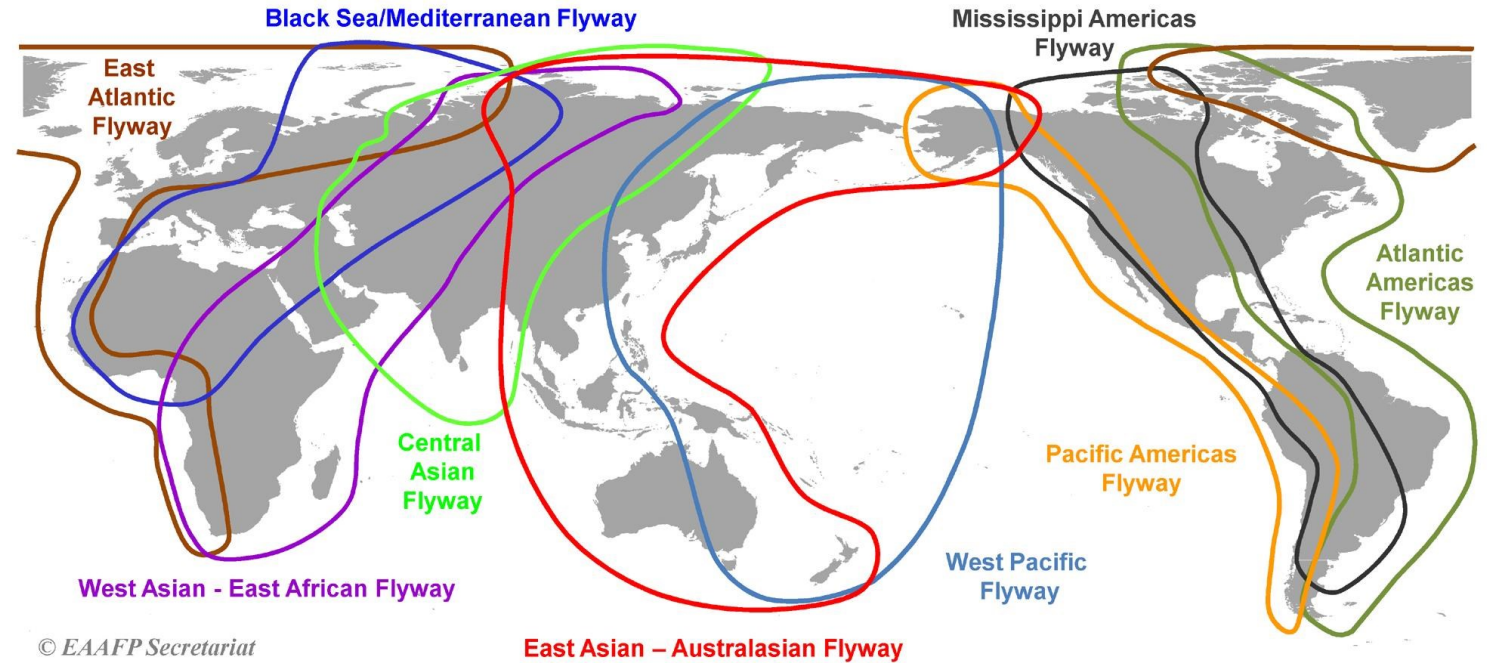 Black Sea/Mediterranean Flyway
Mississippi Americas
Flyway
East
Atlantic
Flyway
Atlantic
Americas
Flyway
Central
Asian
Flyway
Pacific Americas
Flyway
West Pacific
Flyway
West Asian - East African Flyway
East Asian – Australasian Flyway
© EAAFP Secretariat